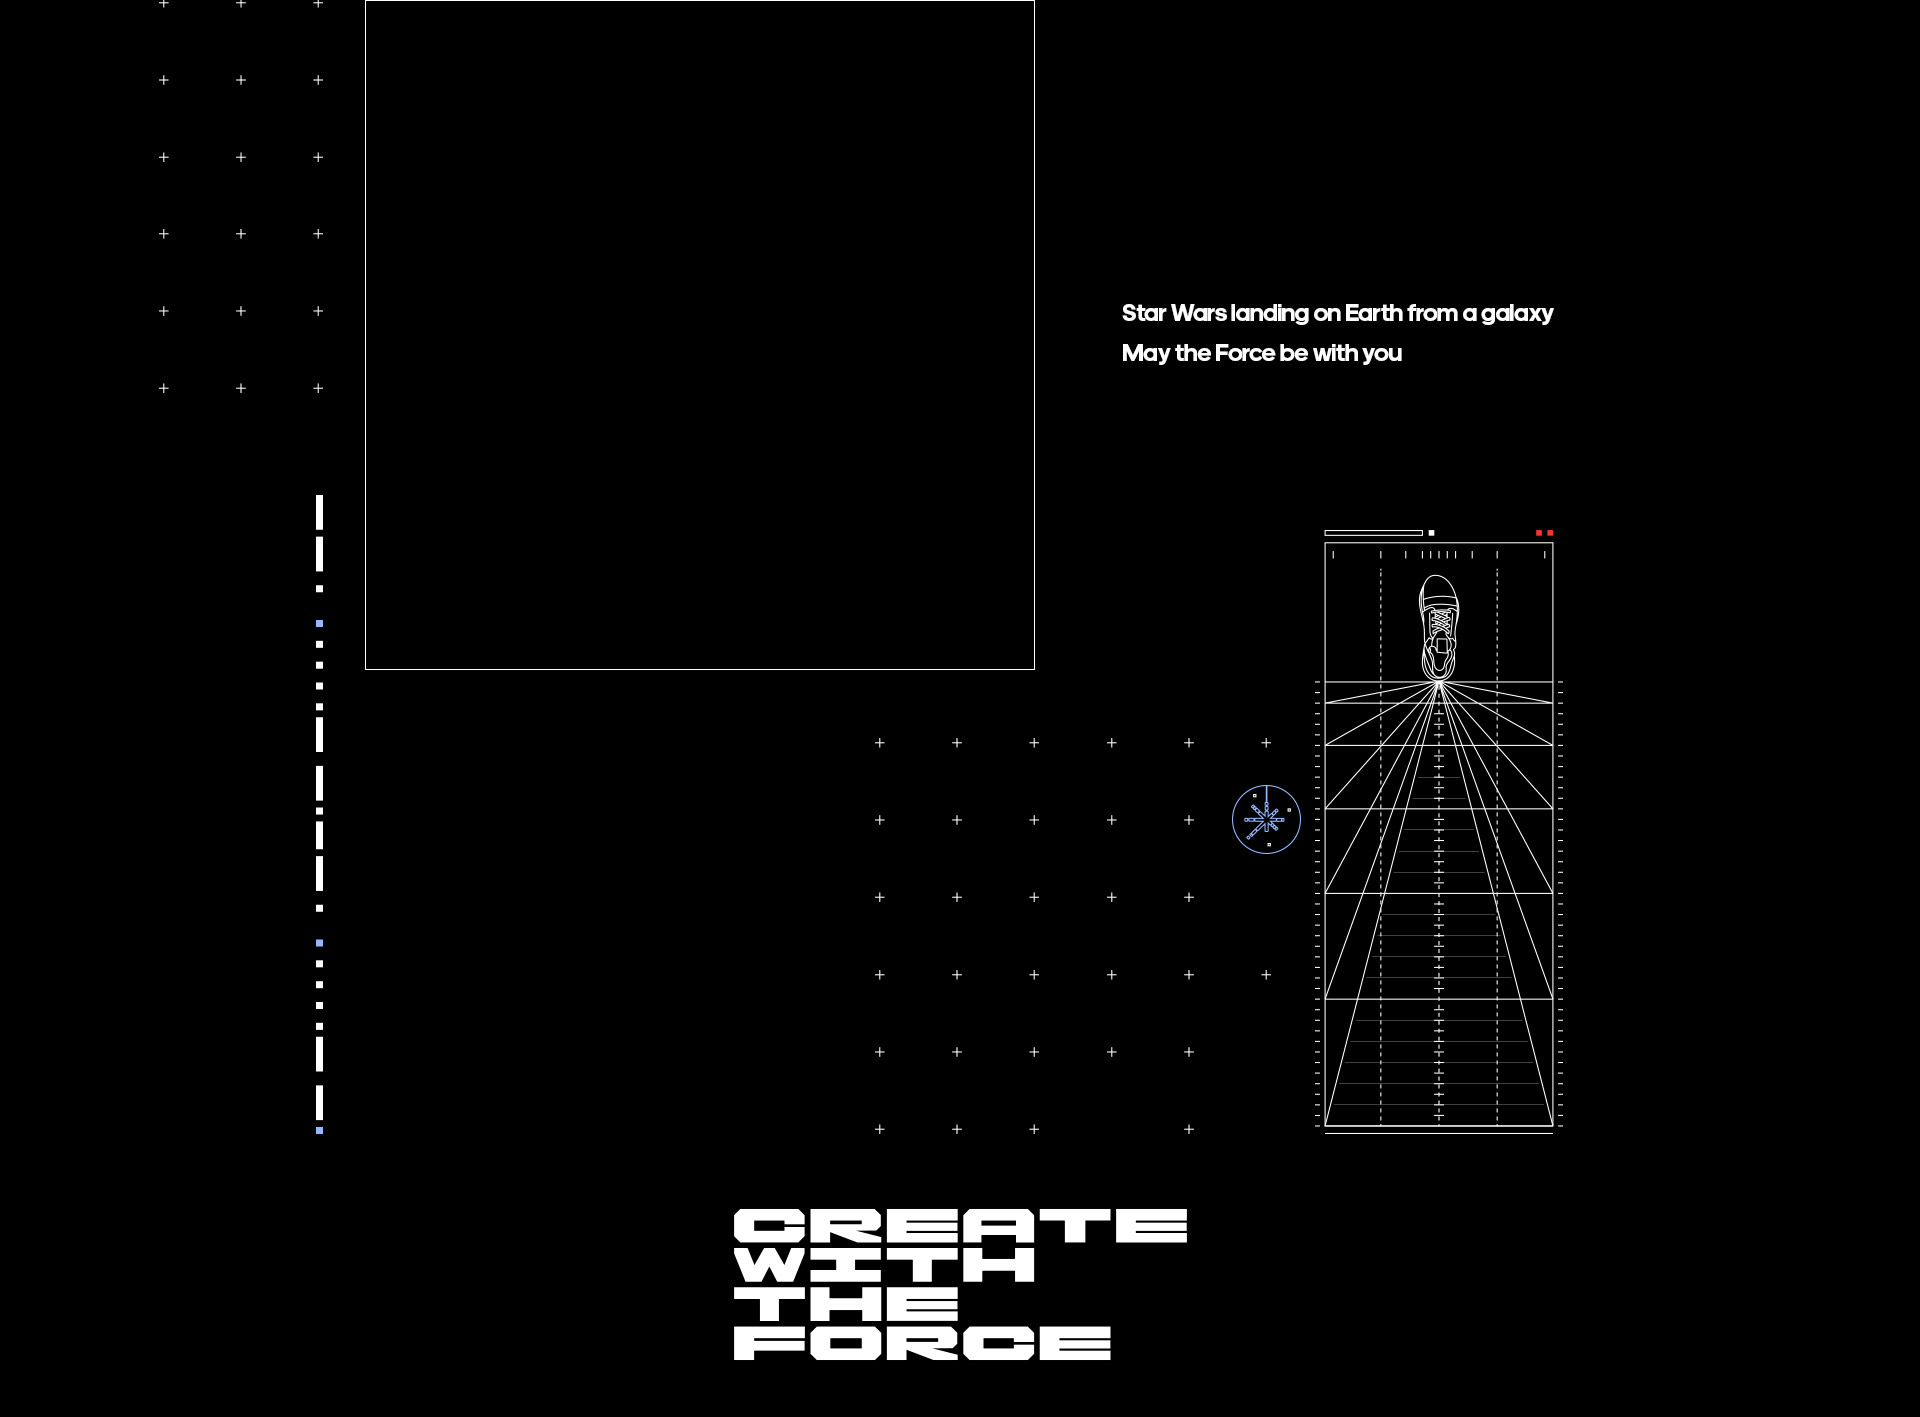 Star Wars landing on Earth from a galaxy
May the Force be with you
CREATE
WITH
THE
FORCE